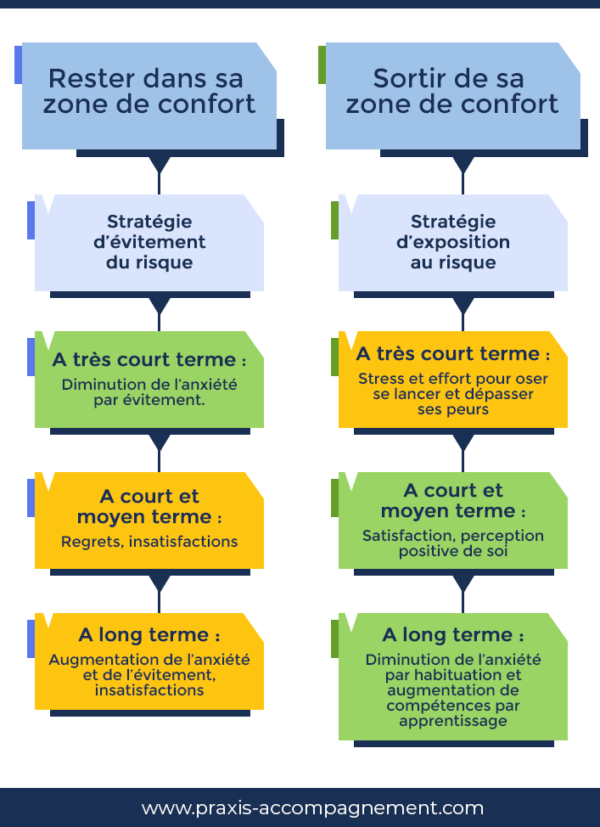 Rester dans sa
zone de confort
Stratégie
d'évitement
du risque
A très court terme :
Diminution de l'anxiété
par évitement.
A court et
moyen terme :
Regrets, insatisfactions
A long terme :
Augmentation de l'anxiété
et de l'évitement,
insatisfactions
Sortir de sa
zone de confort
Stratégie
d'exposition
au risque
A très court terme :
Stress et effort pour oser
se lancer et dépasser
ses peurs
A court et
moyen terme :
Satisfaction, perception
positive de soi
A long terme :
Diminution de l'anxiété
par habituation et
augmentation de
compétences par
apprentissage
www.praxis-accompagnement.com